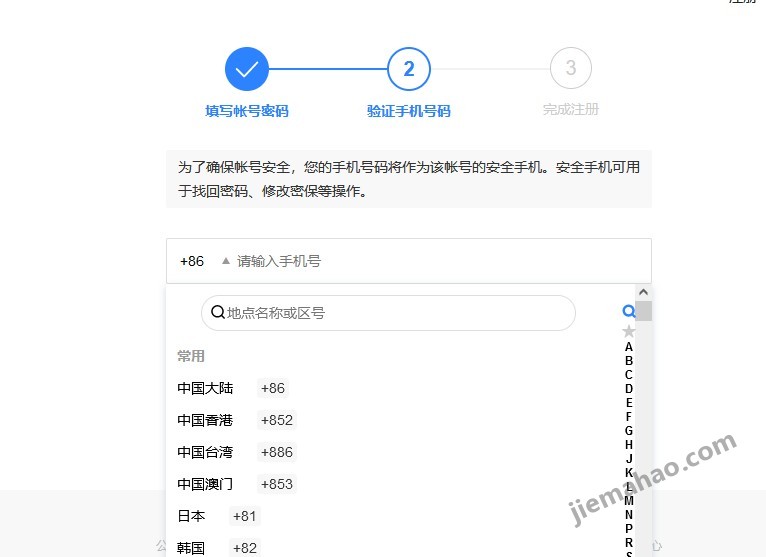 2
3
填写帐号密码
验证手机号码
完成注册
为了确保帐号安全，您的手机号码将作为该帐号的安全手机。安全手机可用
于找回密码、修改密保等操作。
+86 请输入手机号
地点名称或区号
常用
中国大陆 +86
中国香港 +852
中国台湾 +886
中国澳门 +853
日本 +81
韩国 +82
A
B
C
D
E
F
G
H
J
K
L
M
N
P
R
S
jiemahao.com